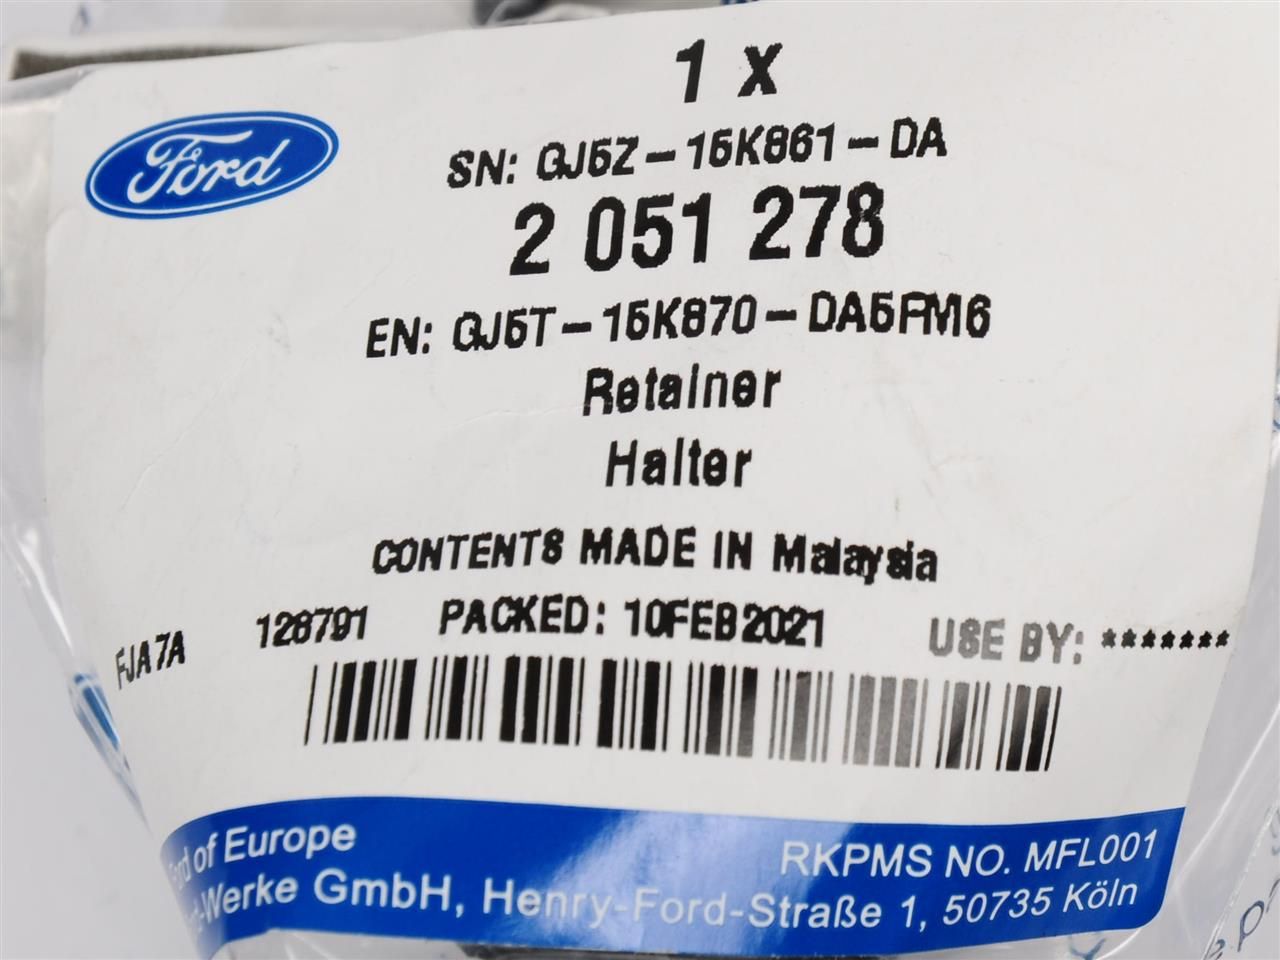 1 x
Ford
SN: GJ5Z-15K861-DA
2 051 278
EN: GJ5T-15K870-DA5PM6
Retainer
Halter
CONTENTS MADE IN Malaysia
FJA7A 128791 PACKED: 10FEB2021 USE BY: *******
of Europe
RKPMS NO. MFL001
-Werke GmbH, Henry-Ford-Straße 1, 50735 Köln